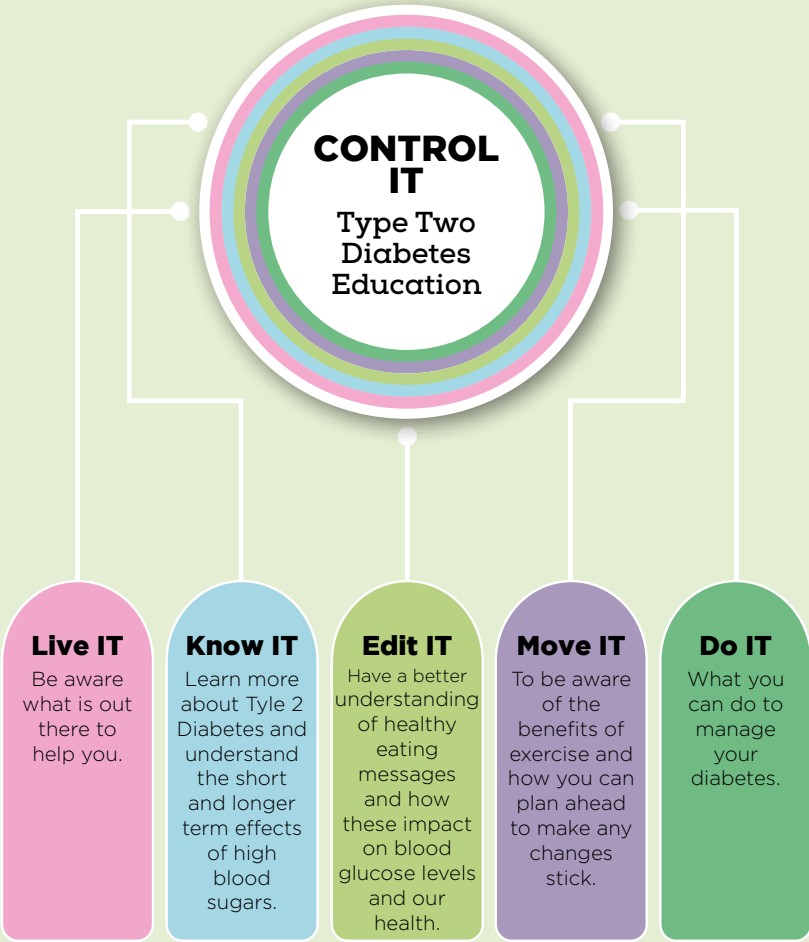 CONTROL
IT
Type Two
Diabetes
Education
Live IT
Be aware
what is out
there to
help you.
Know IT
Learn more
about Tyle 2
Diabetes and
understand
the short
and longer
term effects
of high
blood
sugars.
Edit IT
Have a better
understanding
of healthy
eating
messages
and how
these impact
on blood
glucose levels
and our
health.
Move IT
To be aware
of the
benefits of
exercise and
how you can
plan ahead
to make any
changes
stick.
Do IT
What you
can do to
manage
your
diabetes.